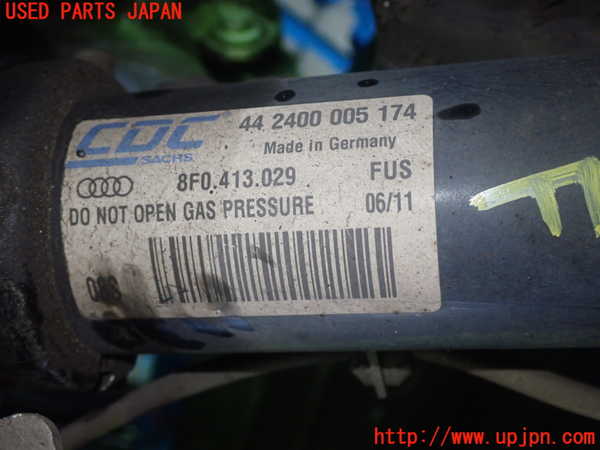 USED PARTS JAPAN
CDC
SACHS
44 2400 005 174
Made in Germany
8F0.413.029
FUS
DO NOT OPEN GAS PRESSURE
06/11
http://www.upjpn.com/